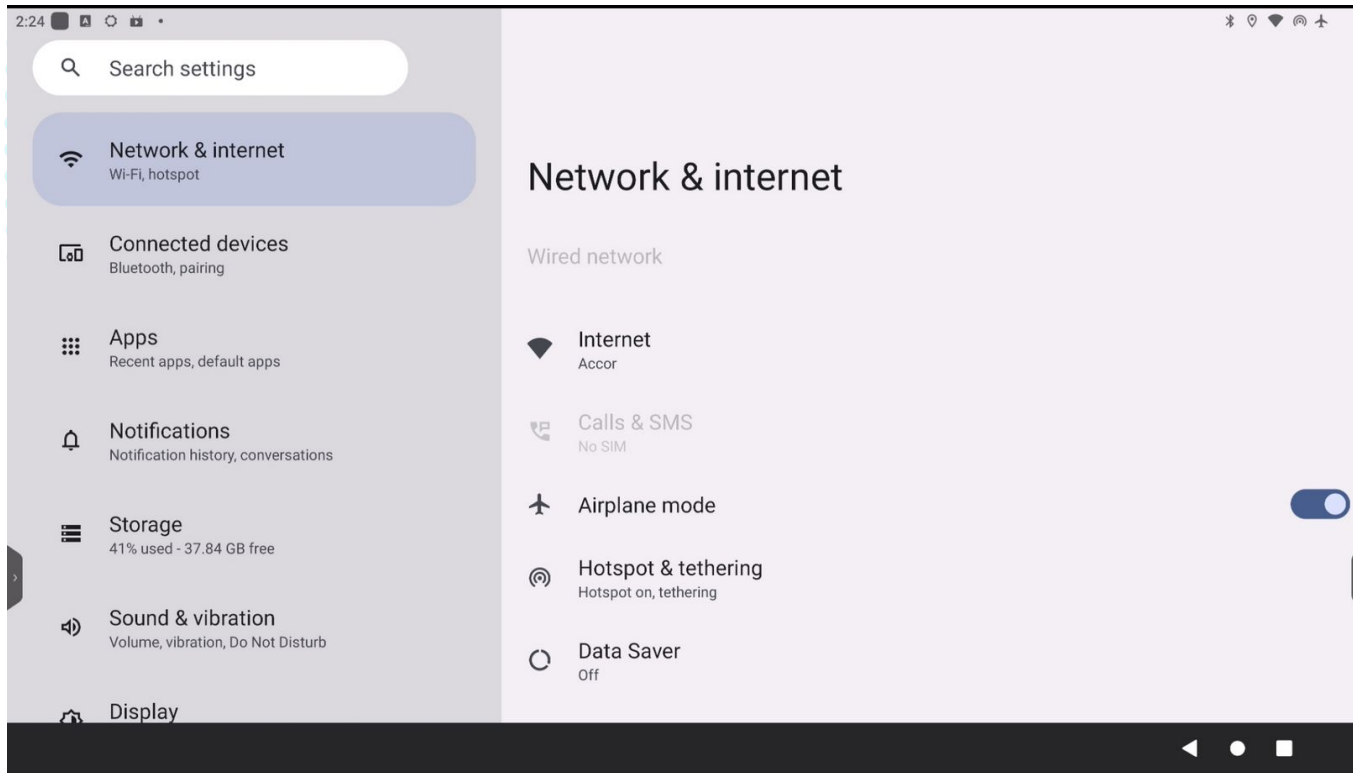 2:24
Search settings
Network & internet
Wi-Fi, hotspot
Connected devices
Bluetooth, pairing
Apps
Recent apps, default apps
Notifications
Notification history, conversations
Storage
41% used - 37.84 GB free
Sound & vibration
Volume, vibration, Do Not Disturb
Display
Network & internet
Wired network
Internet
Accor
Calls & SMS
No SIM
Airplane mode
Hotspot & tethering
Hotspot on, tethering
Data Saver
Off